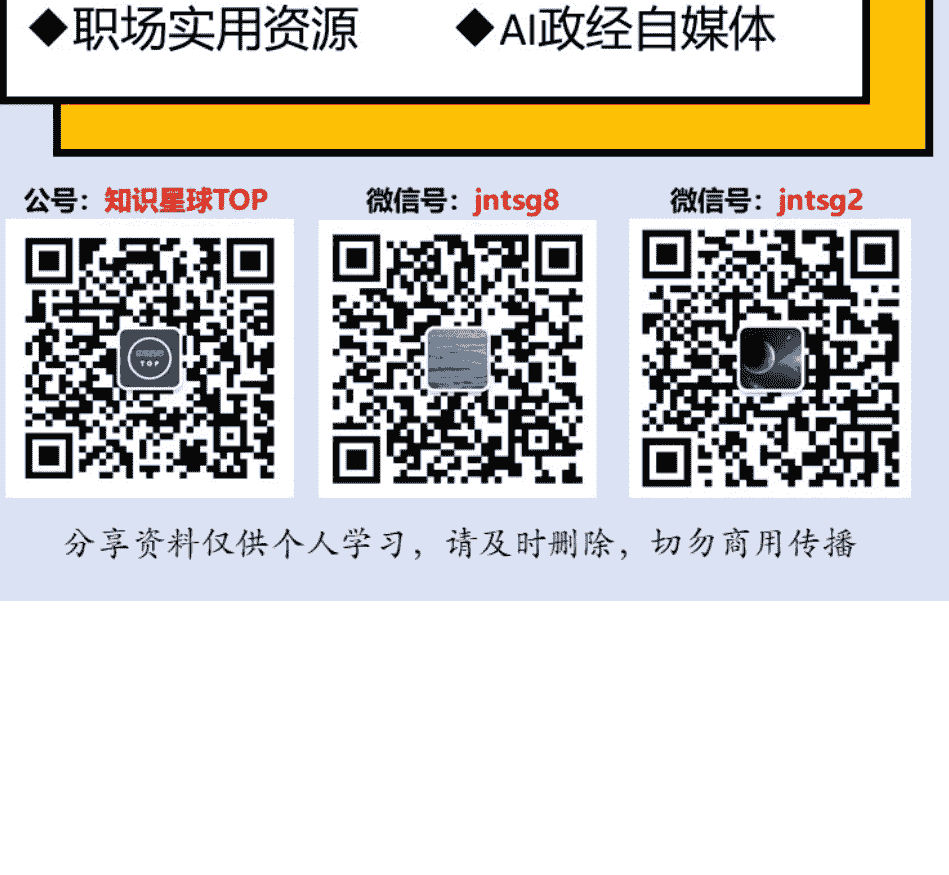 ◆职场实用资源 ◆AI政经自媒体
公号：知识星球TOP 微信号：jntsg8 微信号：jntsg2
TOP
分享资料仅供个人学习，请及时删除，切勿商用传播